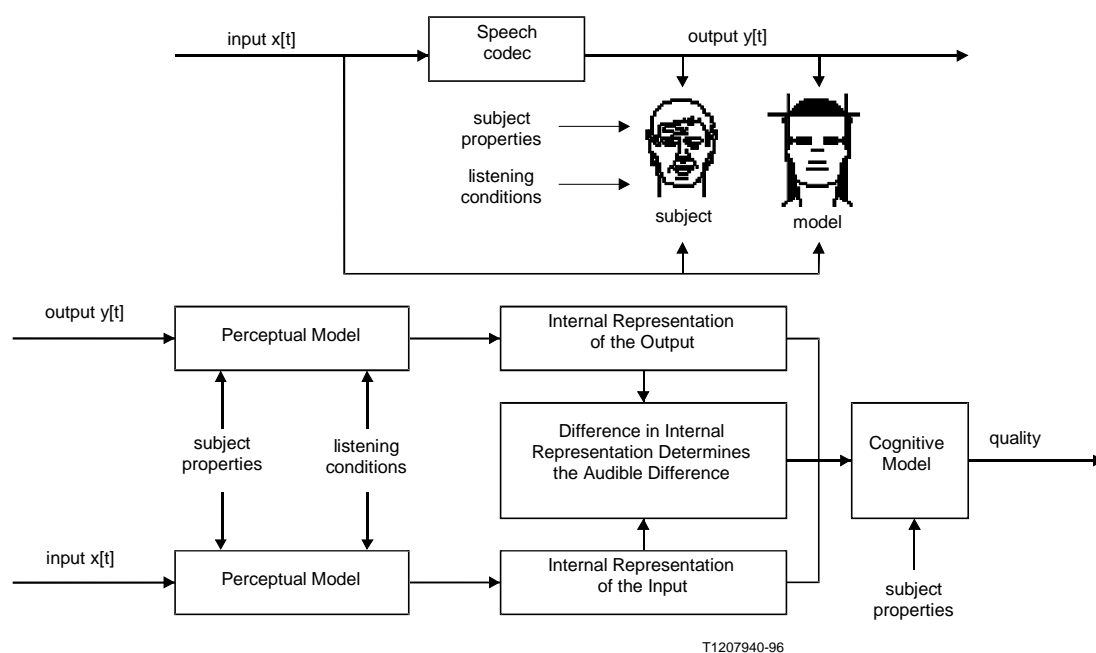 input x[t]
Speech
codec
output y[t]
subject
properties
listening
conditions
subject
model
output y[t]
Perceptual Model
Internal Representation
of the Output
subject
properties
listening
conditions
Difference in Internal
Representation Determines
the Audible Difference
Cognitive
Model
quality
input x[t]
Perceptual Model
Internal Representation
of the Input
subject
properties
T1207940-96